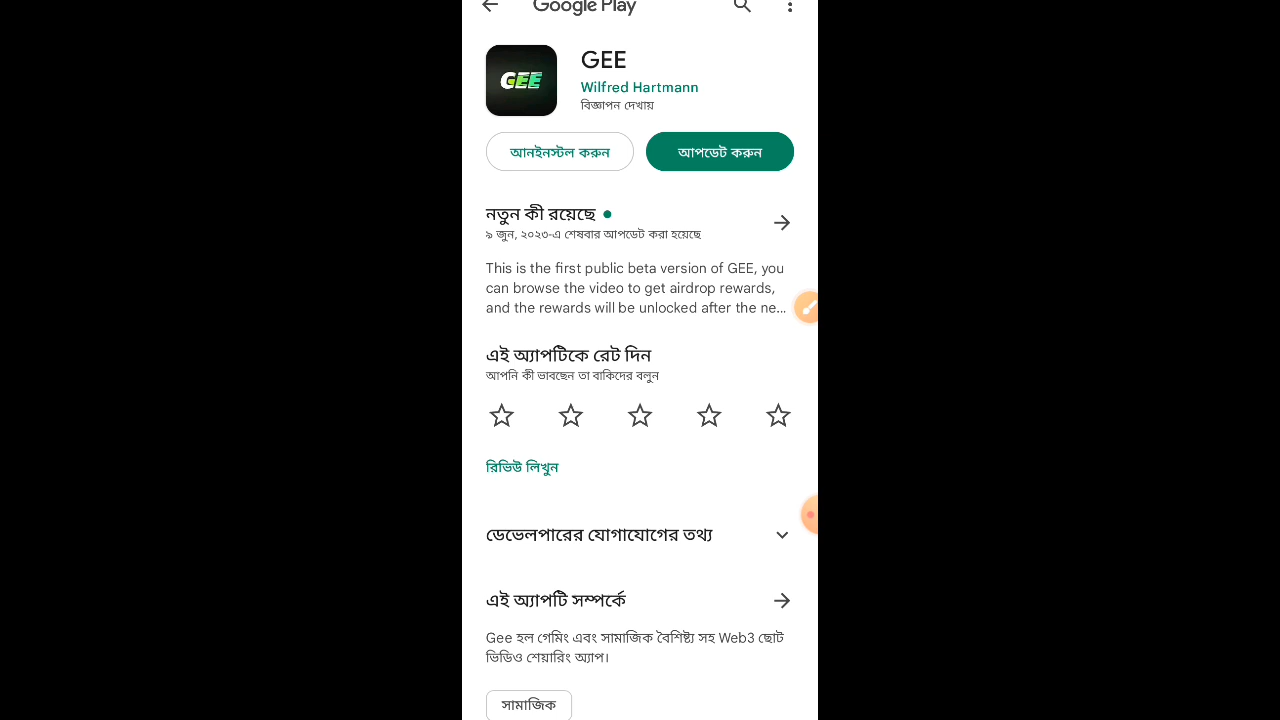 Google Play
GEE
GEE
Wilfred Hartmann
বিজ্ঞাপন দেখায়
আনইনস্টল করুন
আপডেট করুন
নতুন কী রয়েছে
৯ জুন, ২০২৩-এ শেষবার আপডেট করা হয়েছে
This is the first public beta version of GEE, you
can browse the video to get airdrop rewards,
and the rewards will be unlocked after the ne...
এই অ্যাপটিকে রেট দিন
আপনি কী ভাবছেন তা বাকিদের বলুন
রিভিউ লিখুন
ডেভেলপারের যোগাযোগের তথ্য
এই অ্যাপটি সম্পর্কে
Gee হল গেমিং এবং সামাজিক বৈশিষ্ট্য সহ Web3 ছোট
ভিডিও শেয়ারিং অ্যাপ।
সামাজিক